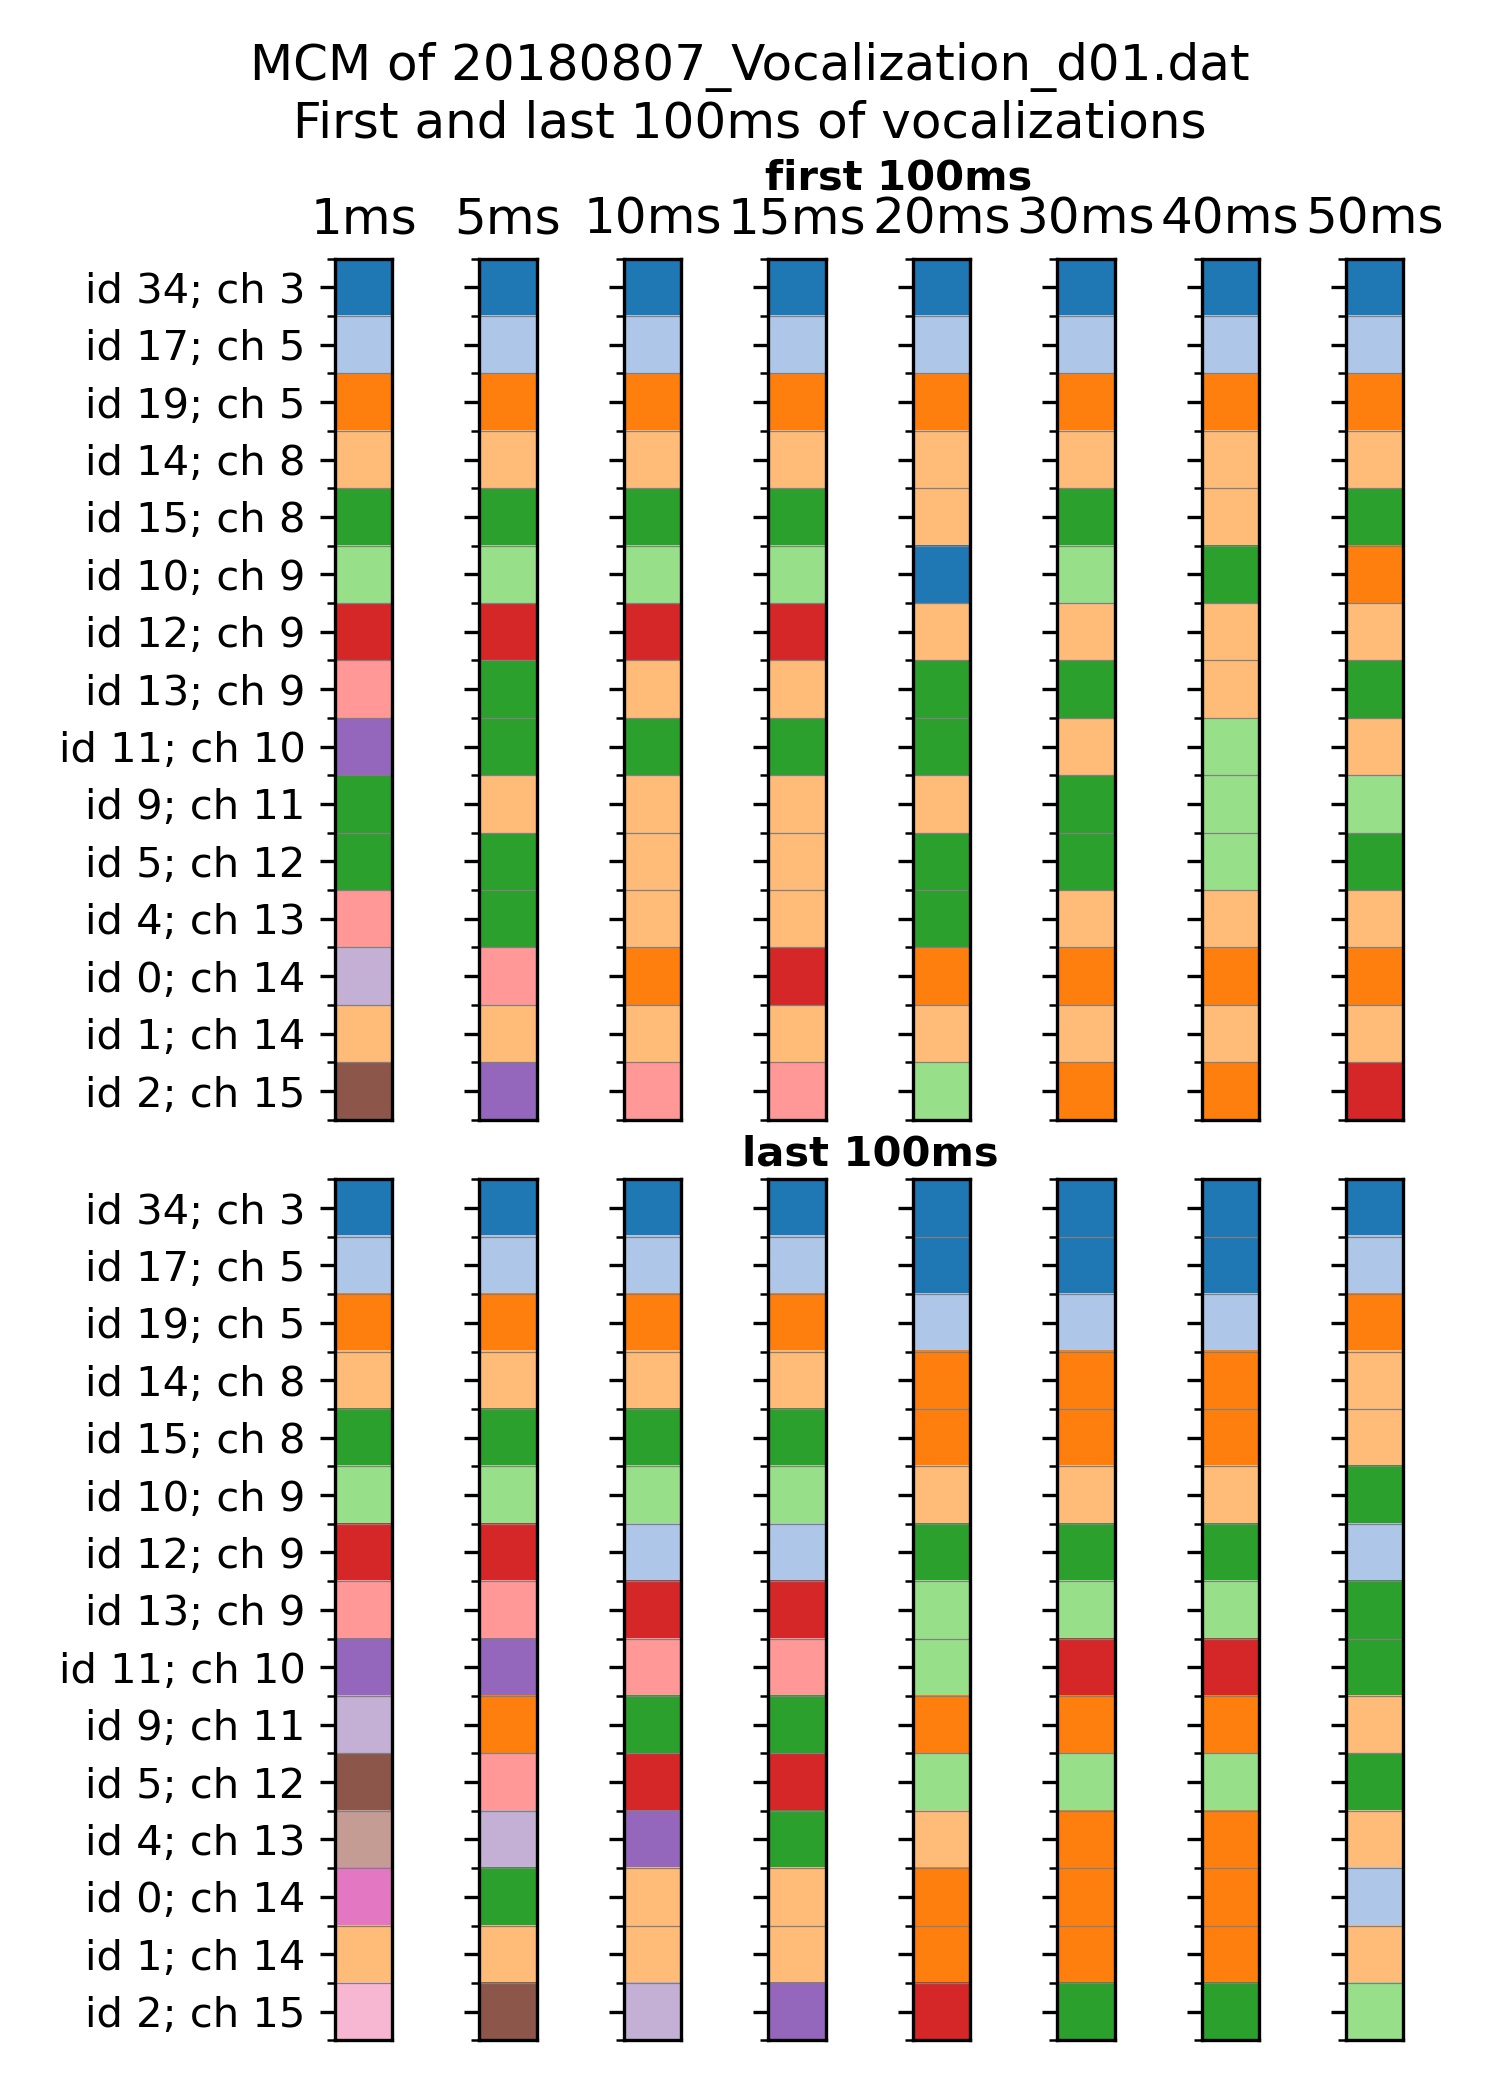 MCM of 20180807_Vocalization_d01.dat
First and last 100ms of vocalizations
first 100ms
1ms 5ms 10ms 15ms 20ms 30ms 40ms 50ms
id 34; ch 3
id 17; ch 5
id 19; ch 5
id 14; ch 8
id 15; ch 8
id 10; ch 9
id 12; ch 9
id 13; ch 9
id 11; ch 10
id 9; ch 11
id 5; ch 12
id 4; ch 13
id 0; ch 14
id 1; ch 14
id 2; ch 15
last 100ms
id 34; ch 3
id 17; ch 5
id 19; ch 5
id 14; ch 8
id 15; ch 8
id 10; ch 9
id 12; ch 9
id 13; ch 9
id 11; ch 10
id 9; ch 11
id 5; ch 12
id 4; ch 13
id 0; ch 14
id 1; ch 14
id 2; ch 15